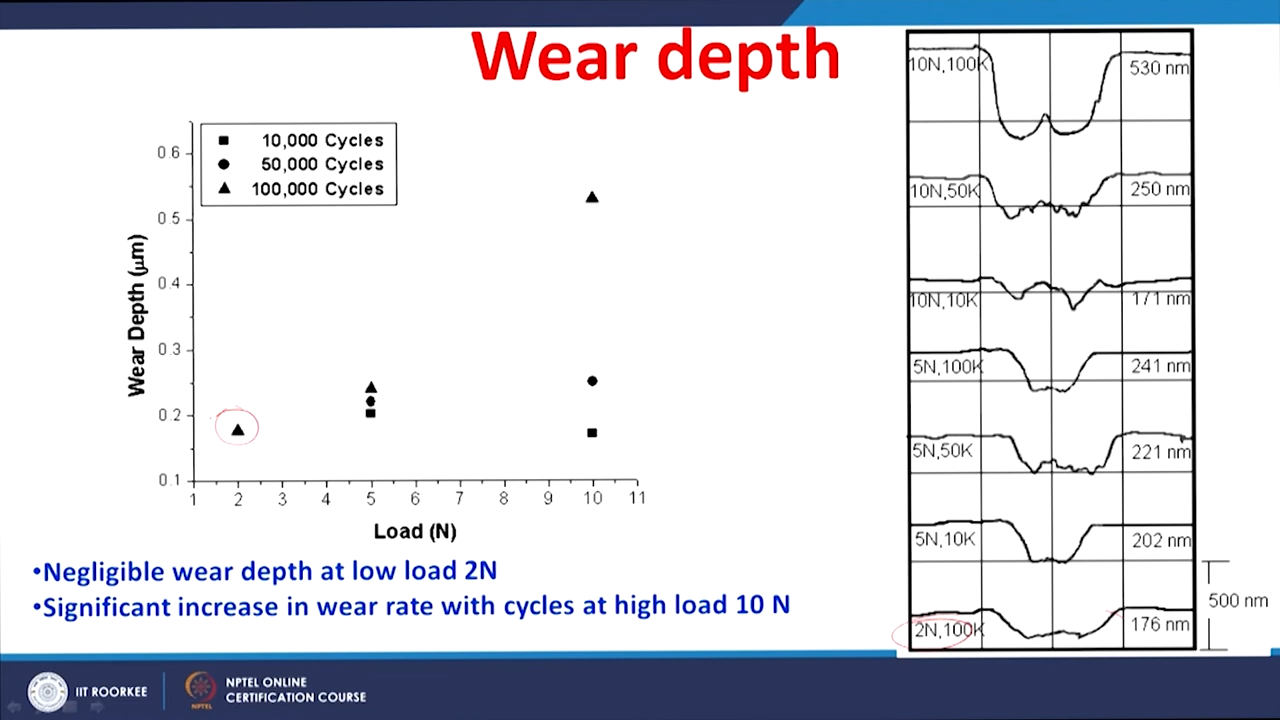 Wear depth
10,000 Cycles
50,000 Cycles
100,000 Cycles
0.6
0.5
0.4
0.3
0.2
0.1
Wear Depth (μm)
1 2 3 4 5 6 7 8 9 10 11
Load (N)
10N,100K 530 nm
10N,50K 250 nm
10N,10K 171 nm
5N,100K 241 nm
5N,50K 221 nm
5N,10K 202 nm
2N,100K 176 nm
500 nm
•Negligible wear depth at low load 2N
•Significant increase in wear rate with cycles at high load 10 N
IIT ROORKEE
NPTEL
NPTEL ONLINE
CERTIFICATION COURSE